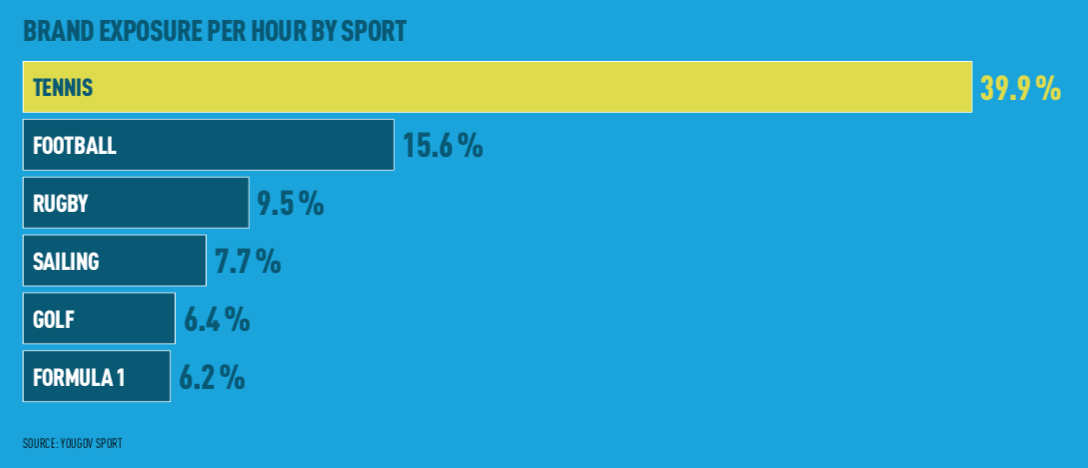 BRAND EXPOSURE PER HOUR BY SPORT
TENNIS 39.9%
FOOTBALL 15.6%
RUGBY 9.5%
SAILING 7.7%
GOLF 6.4%
FORMULA 1 6.2%
SOURCE: YOUGOV SPORT